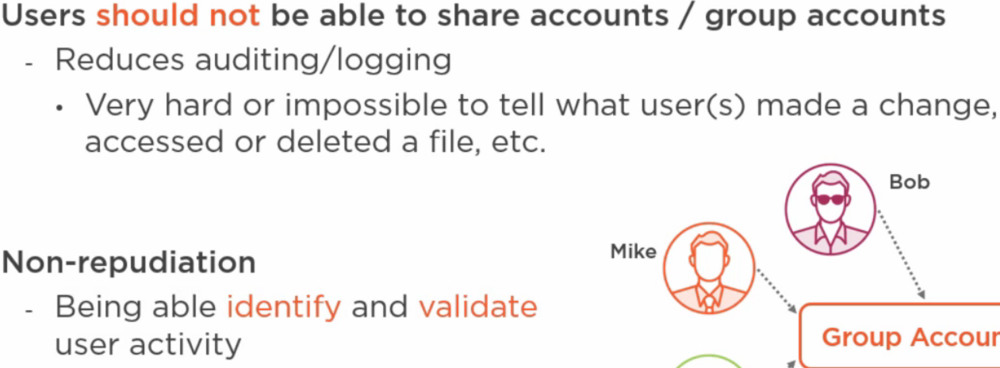 Users should not be able to share accounts / group accounts
- Reduces auditing/logging
• Very hard or impossible to tell what user(s) made a change,
accessed or deleted a file, etc.
Bob
Mike
Non-repudiation
- Being able identify and validate
user activity
Group Accour